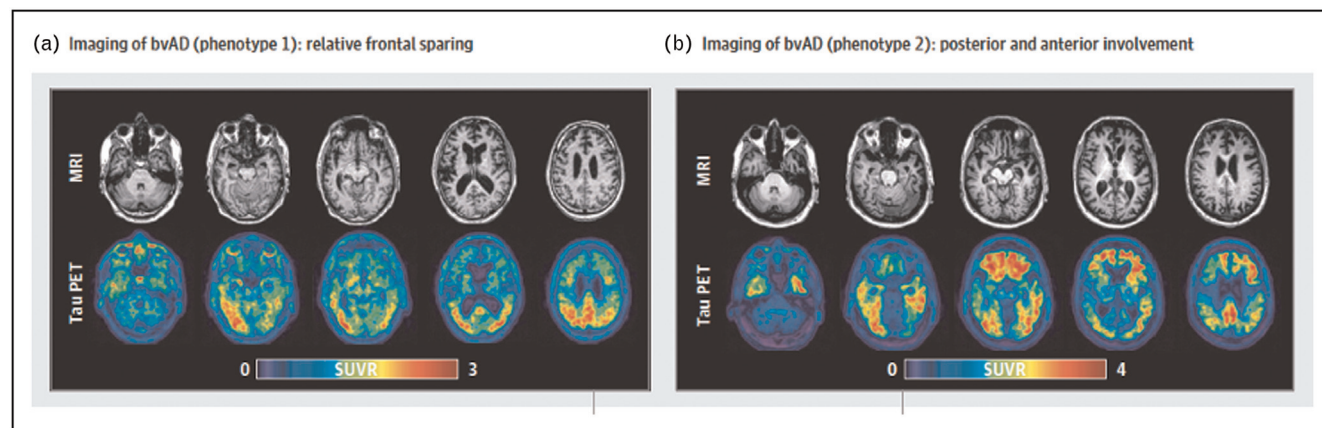 (a) Imaging of bvAD (phenotype 1): relative frontal sparing
MRI
Tau PET
0 SUVR 3
(b) Imaging of bvAD (phenotype 2): posterior and anterior involvement
MRI
Tau PET
0 SUVR 4